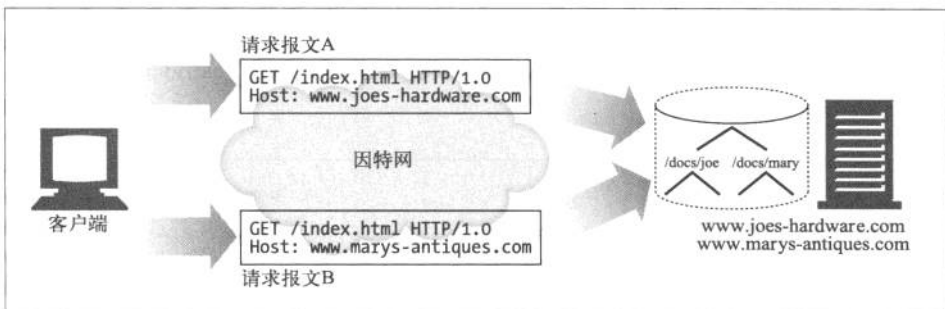 请求报文A
GET /index.html HTTP/1.0
Host: www.joes-hardware.com
因特网
客户端
/docs/joe /docs/mary
GET /index.html HTTP/1.0
Host: www.marys-antiques.com
请求报文B
www.joes-hardware.com
www.marys-antiques.com